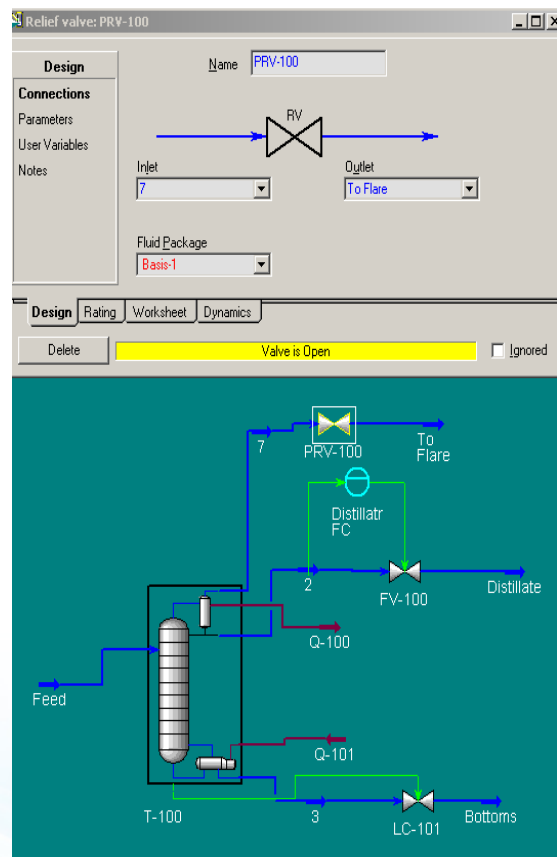 Relief valve: PRV-100
Design
Connections
Parameters
User Variables
Notes
Name PRV-100
RV
Inlet
7
Outlet
To Flare
Fluid Package
Basis-1
Design Rating Worksheet Dynamics
Delete Valve is Open Ignored
7
PRV-100
To
Flare
Distillatr
FC
2
FV-100
Distillate
Q-100
Feed
Q-101
T-100
3
LC-101
Bottoms